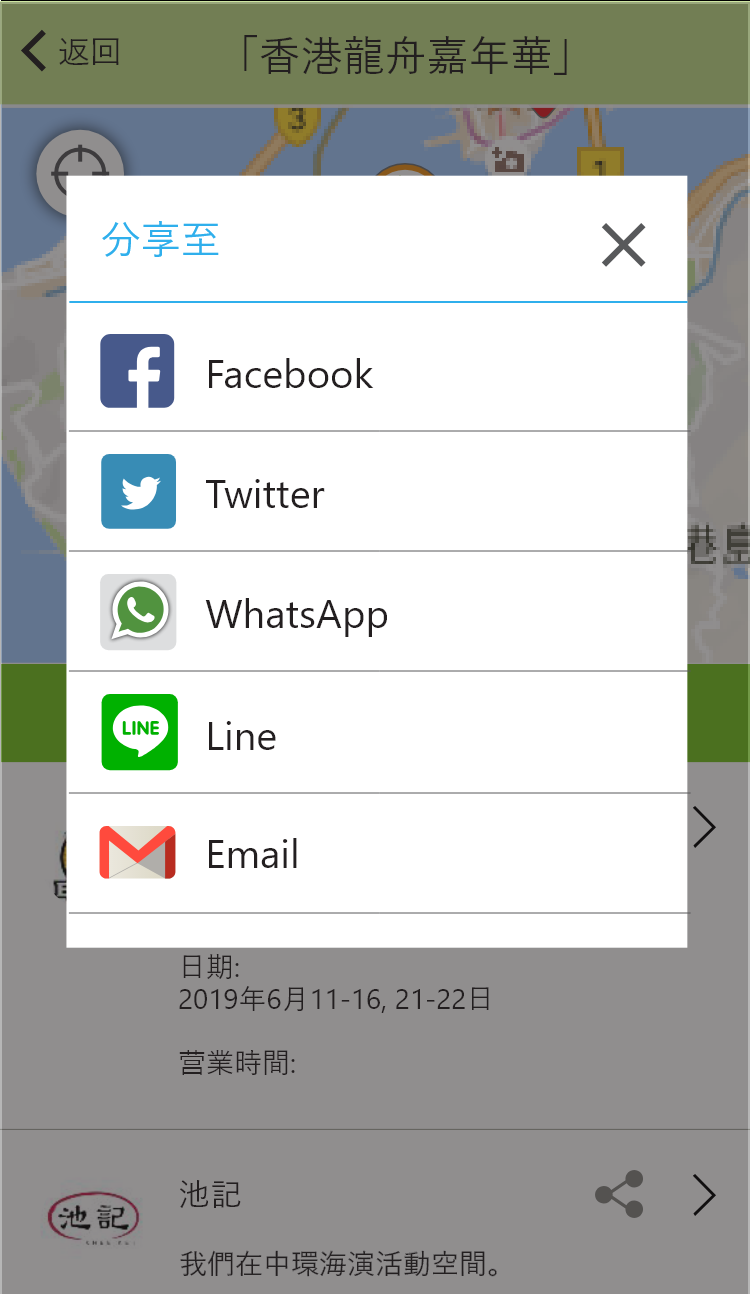 返回
「香港龍舟嘉年華」
3
1
分享至
Facebook
Twitter
港島
WhatsApp
LINE
Line
Email
日期:
2019年6月11-16, 21-22日
营業時間:
池記
池記
我們在中環海演活動空間。